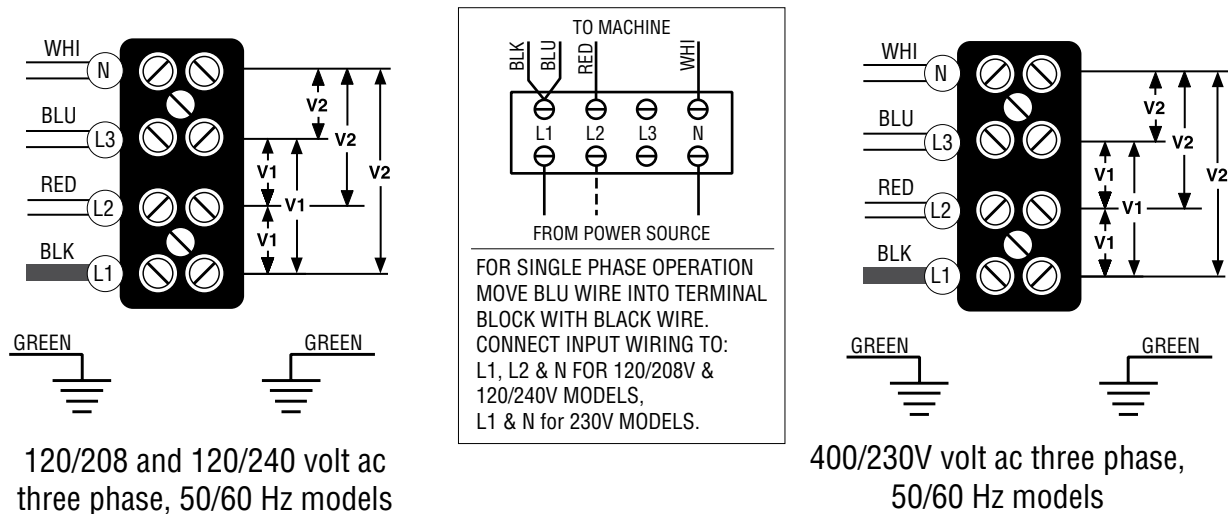 WHI
N
BLU
L3
RED
L2
BLK
L1
V2
V2
V2
V1
V1
V1
GREEN
GREEN
120/208 and 120/240 volt ac
three phase, 50/60 Hz models
TO MACHINE
BLK
BLU
RED
WHI
L1 L2 L3 N
FROM POWER SOURCE
FOR SINGLE PHASE OPERATION
MOVE BLU WIRE INTO TERMINAL
BLOCK WITH BLACK WIRE.
CONNECT INPUT WIRING TO:
L1, L2 & N FOR 120/208V &
120/240V MODELS,
L1 & N for 230V MODELS.
WHI
N
BLU
L3
RED
L2
BLK
L1
V2
V2
V2
V1
V1
V1
GREEN
GREEN
400/230V volt ac three phase,
50/60 Hz models